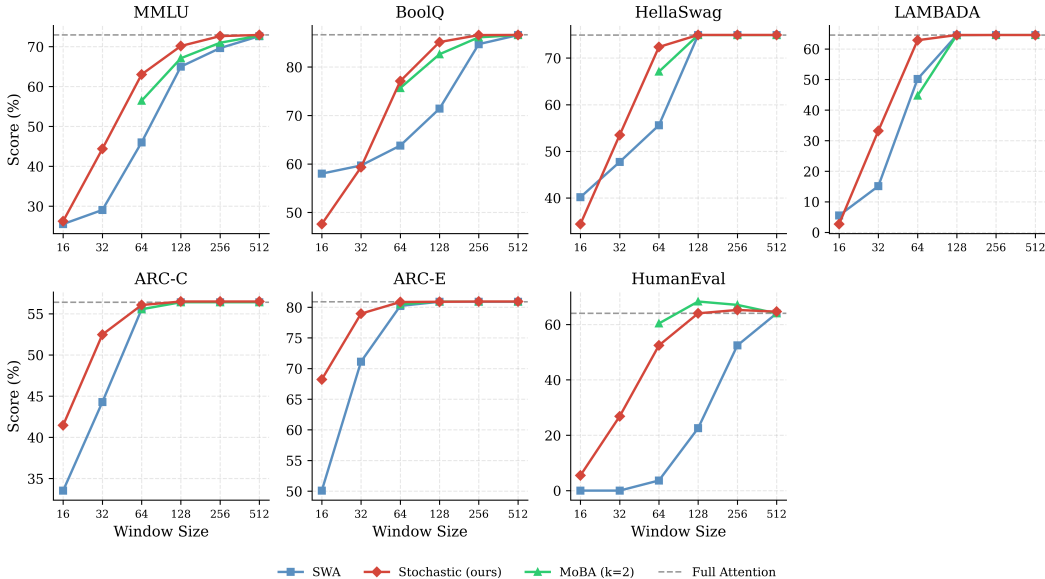 MMLU
BoolQ
HellaSwag
LAMBADA
Score (%)
70
60
50
40
30
16 32 64 128 256 512
80
70
60
50
16 32 64 128 256 512
70
60
50
40
16 32 64 128 256 512
60
50
40
30
20
10
0
16 32 64 128 256 512
ARC-C
ARC-E
HumanEval
Score (%)
55
50
45
40
35
16 32 64 128 256 512
Window Size
80
75
70
65
60
55
50
16 32 64 128 256 512
Window Size
60
40
20
0
16 32 64 128 256 512
Window Size
SWA Stochastic (ours) MoBA (k=2) Full Attention